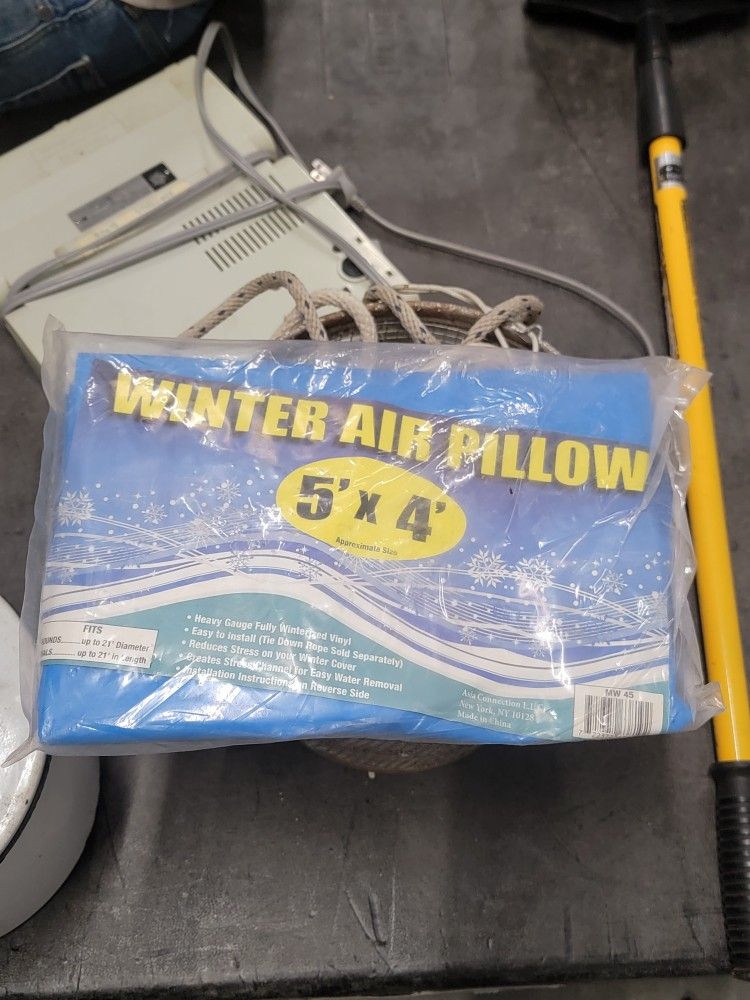 WINTER AIR PILLOW
5' x 4'
Approximate Size
• Heavy Gauge Fully Winterized Vinyl
• Easy to install (Tie Down Rope Sold Separately)
• Reduces Stress on your Winter Cover
• Creates Stress Channel for Easy Water Removal
Installation Instructions on Reverse Side
FITS
OUNDS up to 21' Diameter
ALS up to 21' in Length
Asia Connection L.L.C.
New York, NY 10128
Made in China
MW 45